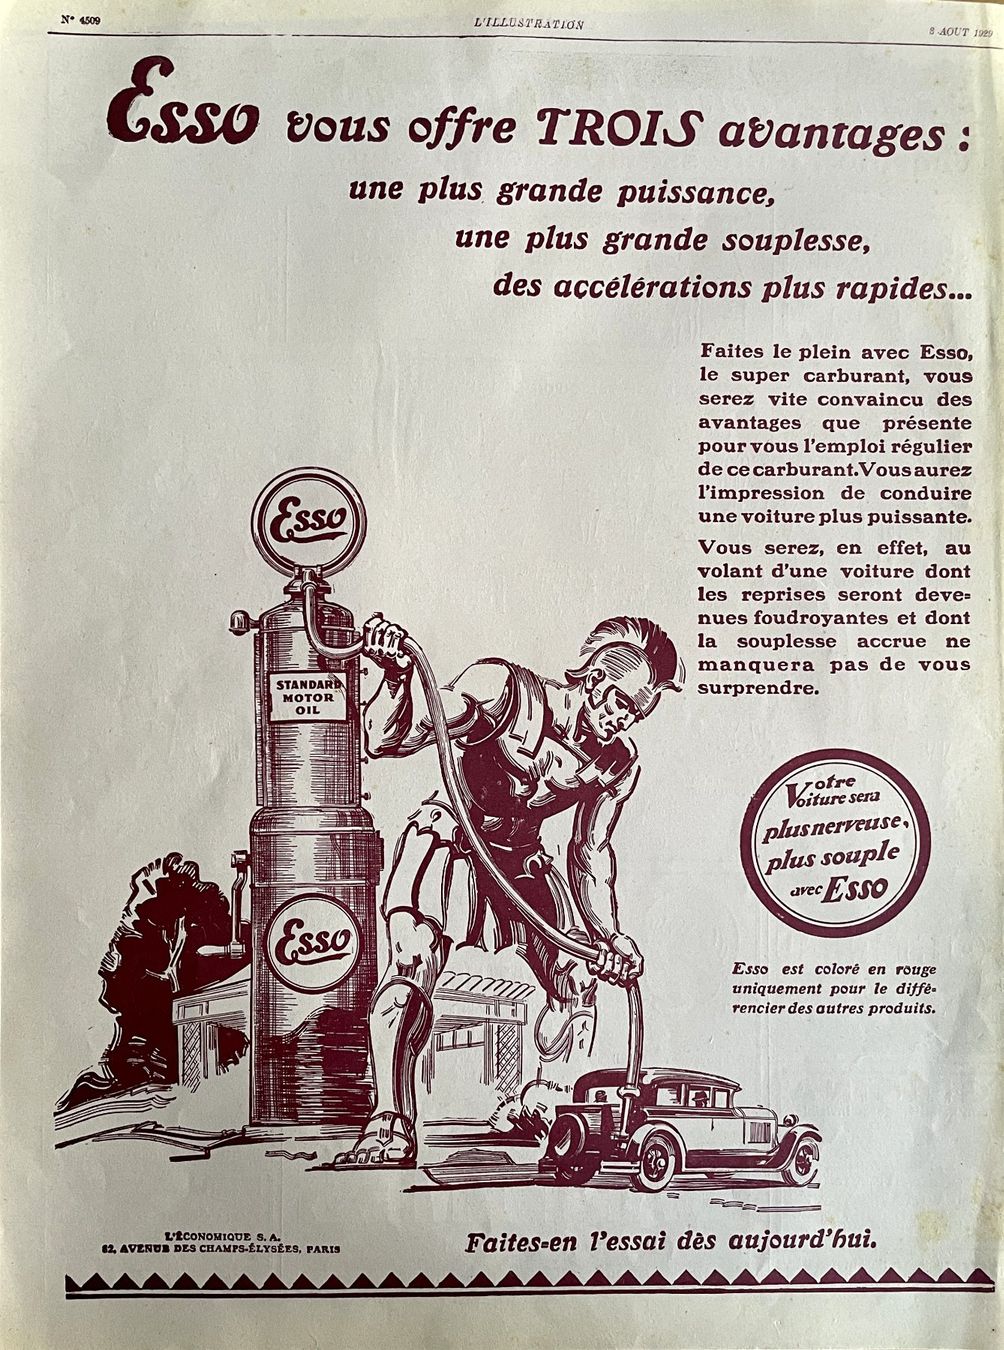 N° 4509
L'ILLUSTRATION
3 AOUT 1929
Esso vous offre TROIS avantages :
une plus grande puissance,
une plus grande souplesse,
des accélérations plus rapides...
Faites le plein avec Esso,
le super carburant, vous
serez vite convaincu des
avantages que présente
pour vous l'emploi régulier
de ce carburant. Vous aurez
l'impression de conduire
une voiture plus puissante.
Vous serez, en effet, au
volant d'une voiture dont
les reprises seront deve=
nues foudroyantes et dont
la souplesse accrue ne
manquera pas de vous
surprendre.
Esso
STANDARD
MOTOR
OIL
Esso
Votre
Voiture sera
plus nerveuse,
plus souple
avec Esso
Esso est coloré en rouge
uniquement pour le diffé=
rencier des autres produits.
L'ÉCONOMIQUE S. A.
82, AVENUE DES CHAMPS-ÉLYSÉES, PARIS
Faites=en l'essai dès aujourd'hui.